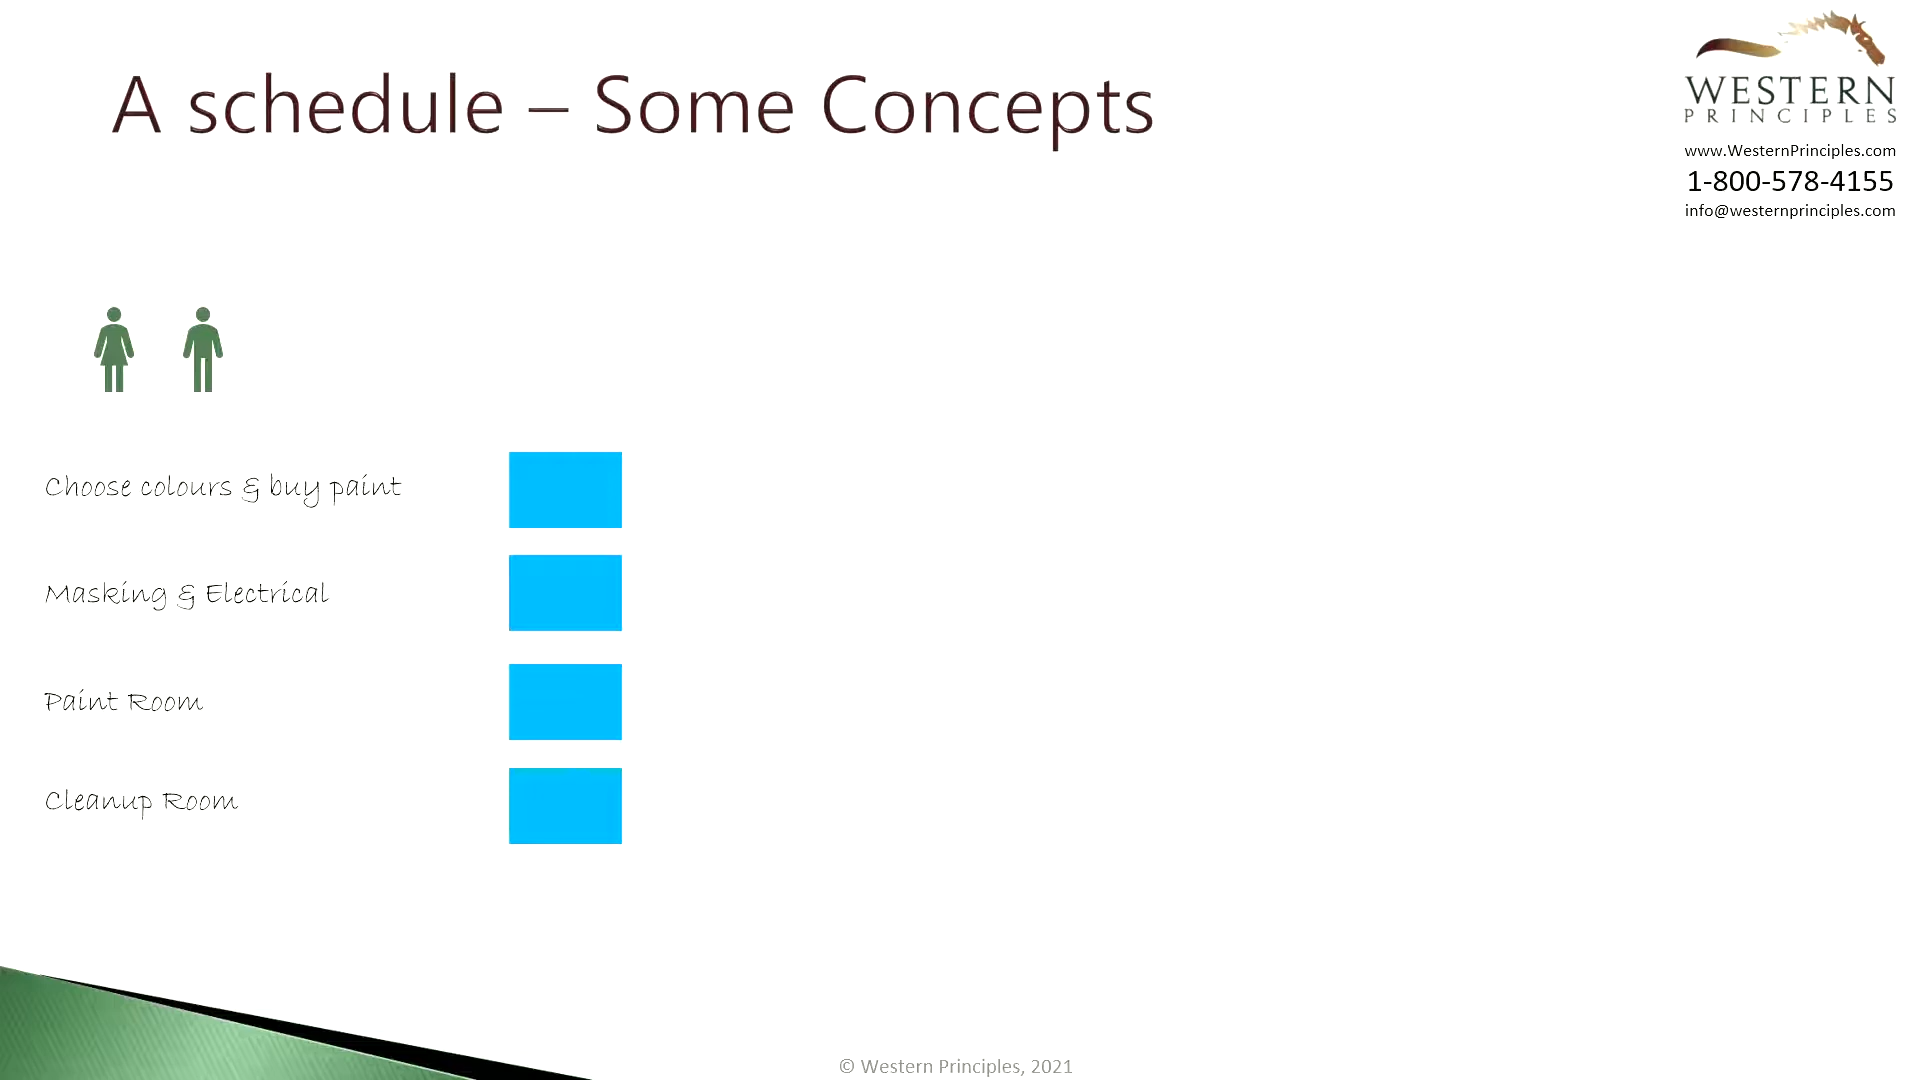 A schedule – Some Concepts
WESTERN
PRINCIPLES
www.WesternPrinciples.com
1-800-578-4155
info@westernprinciples.com
Choose colours & buy paint
Masking & Electrical
Paint Room
Cleanup Room
© Western Principles, 2021